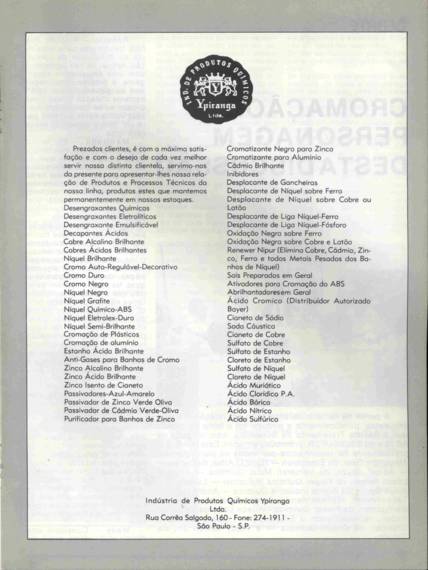 IND. DE PRODUTOS QUÍMICOS
Ypiranga
Ltda.
Prezados clientes, é com a máxima satis-
fação e com o desejo de cada vez melhor
servir nossa distinta clientela, servimo-nos
da presente para apresentar-lhes nossa rela-
ção de Produtos e Processos Técnicos da
nossa linha, produtos estes que mantemos
permanentemente em nossos estoques.
Desengraxantes Químicos
Desengraxantes Eletrolíticos
Desengraxante Emulsificável
Decapantes Ácidos
Cobre Alcalino Brilhante
Cobres Ácidos Brilhantes
Níquel Brilhante
Cromo Auto-Regulável-Decorativo
Cromo Duro
Cromo Negro
Níquel Negro
Níquel Grafite
Níquel Químico-ABS
Níquel Eletrolex-Duro
Níquel Semi-Brilhante
Cromação de Plásticos
Cromação de alumínio
Estanho Ácido Brilhante
Anti-Gases para Banhos de Cromo
Zinco Alcalino Brilhante
Zinco Ácido Brilhante
Zinco Isento de Cianeto
Passivadores-Azul-Amarelo
Passivador de Zinco Verde Oliva
Passivador de Cádmio Verde-Oliva
Purificador para Banhos de Zinco
Cromatizante Negro para Zinco
Cromatizante para Alumínio
Cádmio Brilhante
Inibidores
Desplacante de Gancheiras
Desplacante de Níquel sobre Ferro
Desplacante de Níquel sobre Cobre ou
Latão
Desplacante de Liga Níquel-Ferro
Desplacante de Liga Níquel-Fósforo
Oxidação Negra sobre Ferro
Oxidação Negra sobre Cobre e Latão
Renewer Nipur (Elimina Cobre, Cádmio, Zin-
co, Ferro e todos Metais Pesados dos Ba-
nhos de Níquel)
Sais Preparados em Geral
Ativadores para Cromação do ABS
Abrilhantadores em Geral
Ácido Cromico (Distribuidor Autorizado
Bayer)
Cianeto de Sódio
Soda Cáustica
Cianeto de Cobre
Sulfato de Cobre
Sulfato de Estanho
Cloreto de Estanho
Sulfato de Níquel
Cloreto de Níquel
Ácido Muriático
Ácido Clorídico P.A.
Ácido Bórico
Ácido Nítrico
Ácido Sulfúrico
Indústria de Produtos Químicos Ypiranga
Ltda.
Rua Corrêa Salgado, 160 - Fone: 274-1911 -
São Paulo - S.P.